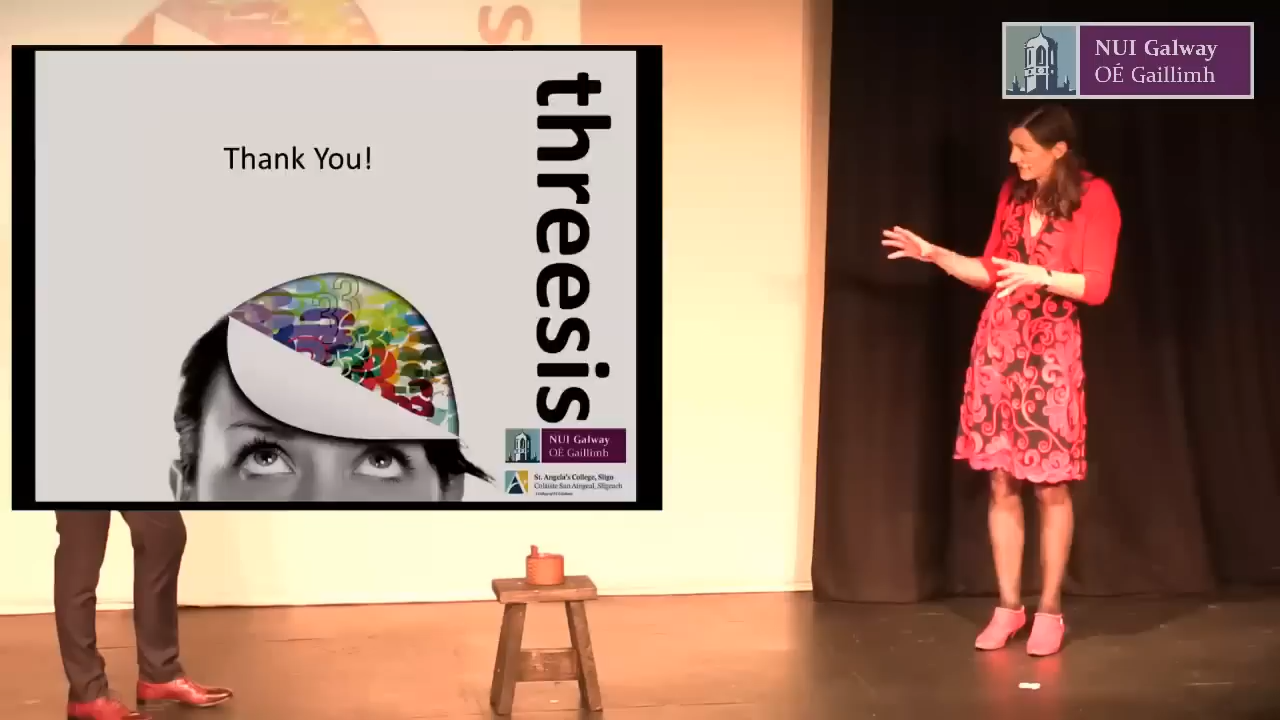 NUI Galway
OÉ Gaillimh
Thank You!
threesis
NUI Galway
OÉ Gaillimh
St. Angela's College, Sligo
Coláiste San Aingeal, Sligeach